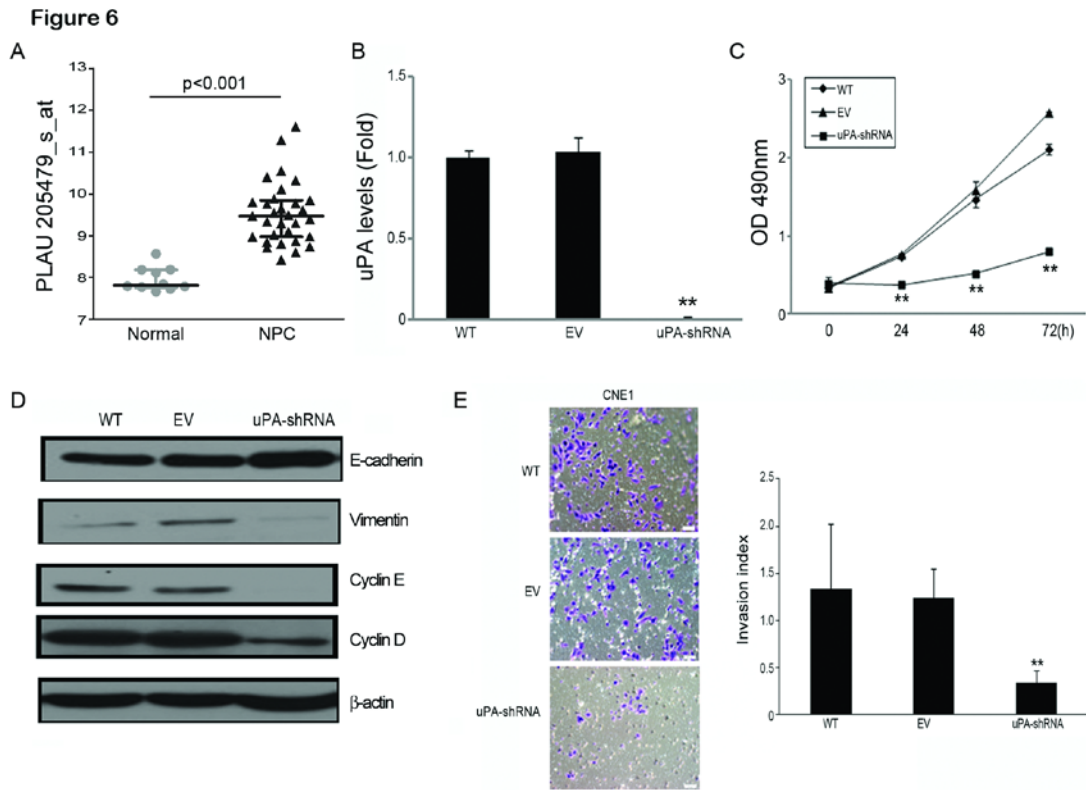 Figure 6
A
PLAU 205479_s_at
13
12
11
10
9
8
7
p<0.001
Normal
NPC
B
uPA levels (Fold)
1.5
1.0
0.5
0
**
WT
EV
uPA-shRNA
C
OD 490nm
3
2
1
0
WT
EV
uPA-shRNA
**
**
**
0
24
48
72(h)
D
WT
EV
uPA-shRNA
E-cadherin
Vimentin
Cyclin E
Cyclin D
β-actin
E
CNE1
WT
EV
uPA-shRNA
Invasion index
2.5
2.0
1.5
1.0
0.5
0
**
WT
EV
uPA-shRNA